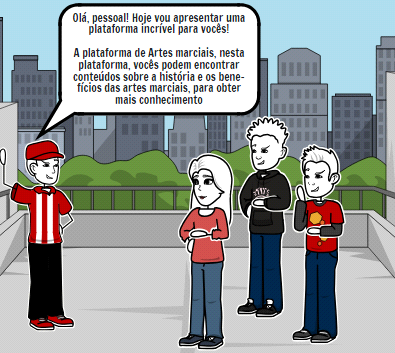 Olá, pessoal! Hoje vou apresentar uma
plataforma incrível para vocês!
A plataforma de Artes marciais, nesta
plataforma, vocês podem encontrar
conteúdos sobre a história e os bene-
fícios das artes marciais, para obter
mais conhecimento